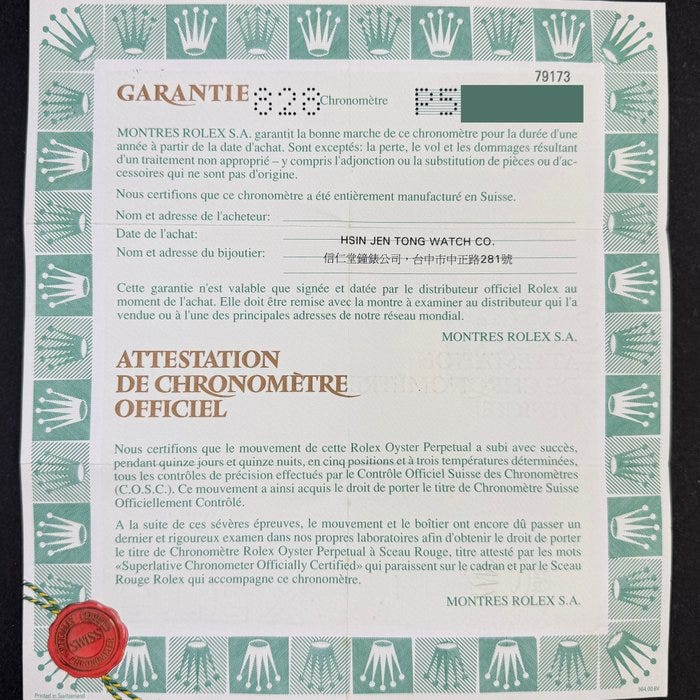 79173
GARANTIE 828 Chronomètre P5
MONTRES ROLEX S.A. garantit la bonne marche de ce chronomètre pour la durée d'une
année à partir de la date d'achat. Sont exceptés: la perte, le vol et les dommages résultant
d'un traitement non approprié – y compris l'adjonction ou la substitution de pièces ou d'ac-
cessoires qui ne sont pas d'origine.
Nous certifions que ce chronomètre a été entièrement manufacturé en Suisse.
Nom et adresse de l'acheteur:
Date de l'achat:
HSIN JEN TONG WATCH CO.
Nom et adresse du bijoutier:
信仁堂鐘錶公司・台中市中正路281號
Cette garantie n'est valable que signée et datée par le distributeur officiel Rolex au
moment de l'achat. Elle doit être remise avec la montre à examiner au distributeur qui l'a
vendue ou à l'une des principales adresses de notre réseau mondial.
MONTRES ROLEX S.A.
ATTESTATION
DE CHRONOMÈTRE
OFFICIEL
Nous certifions que le mouvement de cette Rolex Oyster Perpetual a subi avec succès,
pendant quinze jours et quinze nuits, en cinq positions et à trois températures déterminées,
tous les contrôles de précision effectués par le Contrôle Officiel Suisse des Chronomètres
(C.O.S.C.). Ce mouvement a ainsi acquis le droit de porter le titre de Chronomètre Suisse
Officiellement Contrôlé.
A la suite de ces sévères épreuves, le mouvement et le boîtier ont encore dû passer un
dernier et rigoureux examen dans nos propres laboratoires afin d'obtenir le droit de porter
le titre de Chronomètre Rolex Oyster Perpetual à Sceau Rouge, titre attesté par les mots
«Superlative Chronometer Officially Certified» qui paraissent sur le cadran et par le Sceau
Rouge Rolex qui accompagne ce chronomètre.
MONTRES ROLEX S.A.
SWISS
Printed in Switzerland